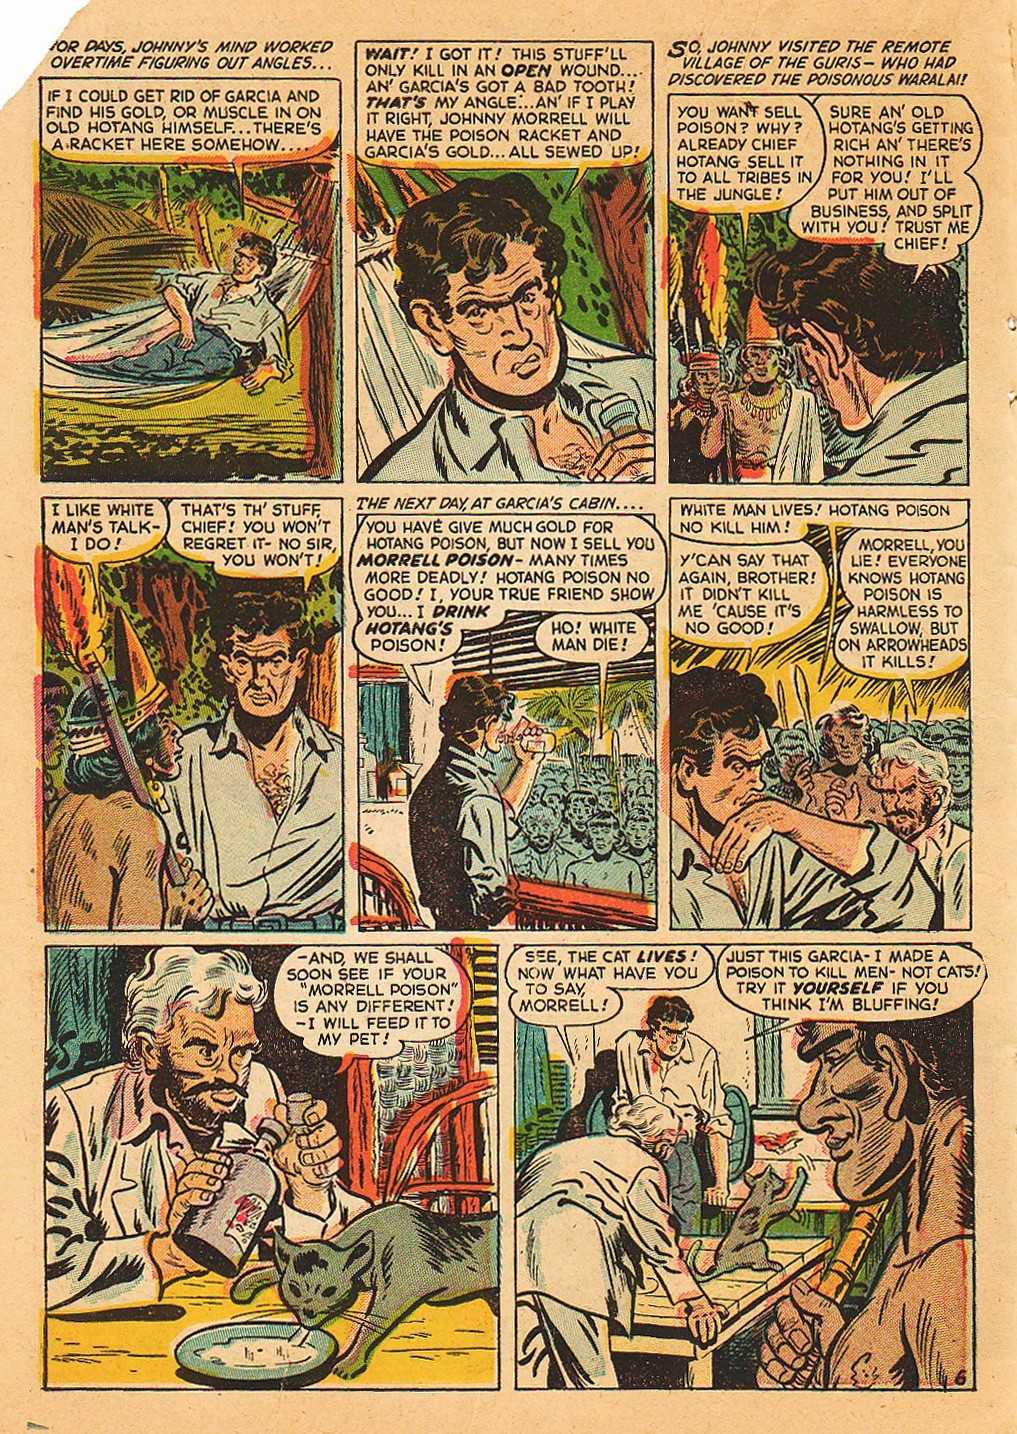 FOR DAYS, JOHNNY'S MIND WORKED
OVERTIME FIGURING OUT ANGLES...
IF I COULD GET RID OF GARCIA AND
FIND HIS GOLD, OR MUSCLE IN ON
OLD HOTANG HIMSELF...THERE'S
A RACKET HERE SOMEHOW....
WAIT! I GOT IT! THIS STUFF'LL
ONLY KILL IN AN OPEN WOUND....
AN' GARCIA'S GOT A BAD TOOTH!
THAT'S MY ANGLE...AN' IF I PLAY
IT RIGHT, JOHNNY MORRELL WILL
HAVE THE POISON RACKET AND
GARCIA'S GOLD...ALL SEWED UP!
SO, JOHNNY VISITED THE REMOTE
VILLAGE OF THE GURIS- WHO HAD
DISCOVERED THE POISONOUS WARALAI!
YOU WANT SELL
POISON? WHY?
ALREADY CHIEF
HOTANG SELL IT
TO ALL TRIBES IN
THE JUNGLE!
SURE AN' OLD
HOTANG'S GETTING
RICH AN' THERE'S
NOTHING IN IT
FOR YOU! I'LL
PUT HIM OUT OF
BUSINESS, AND SPLIT
WITH YOU! TRUST ME
CHIEF!
I LIKE WHITE
MAN'S TALK-
I DO!
THAT'S TH' STUFF,
CHIEF! YOU WON'T
REGRET IT- NO SIR,
YOU WON'T!
THE NEXT DAY, AT GARCIA'S CABIN....
YOU HAVE GIVE MUCH GOLD FOR
HOTANG POISON, BUT NOW I SELL YOU
MORRELL POISON- MANY TIMES
MORE DEADLY! HOTANG POISON NO
GOOD! I, YOUR TRUE FRIEND SHOW
YOU...I DRINK
HOTANG'S
POISON!
HO! WHITE
MAN DIE!
WHITE MAN LIVES! HOTANG POISON
NO KILL HIM!
Y'CAN SAY THAT
AGAIN, BROTHER!
IT DIDN'T KILL
ME 'CAUSE IT'S
NO GOOD!
MORRELL, YOU
LIE! EVERYONE
KNOWS HOTANG
POISON IS
HARMLESS TO
SWALLOW, BUT
ON ARROWHEADS
IT KILLS!
-AND, WE SHALL
SOON SEE IF YOUR
"MORRELL POISON"
IS ANY DIFFERENT!
-I WILL FEED IT TO
MY PET!
SEE, THE CAT LIVES!
NOW WHAT HAVE YOU
TO SAY,
MORRELL!
JUST THIS GARCIA- I MADE A
POISON TO KILL MEN- NOT CATS!
TRY IT YOURSELF IF YOU
THINK I'M BLUFFING!
6